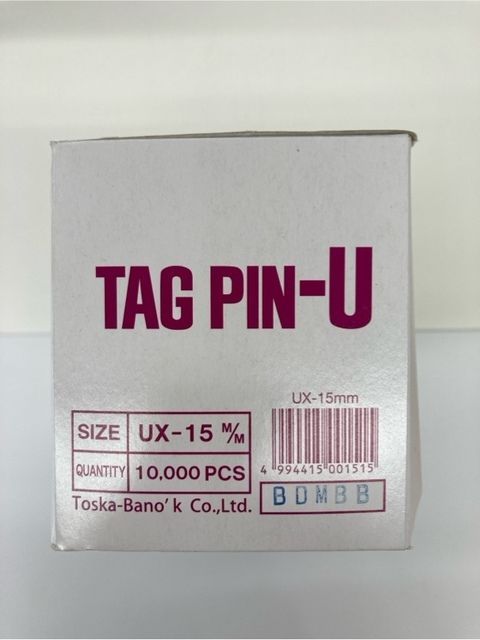 TAG PIN-U
UX-15mm
SIZE UX-15 M/M
QUANTITY 10,000 PCS
4 994415 001515
Toska-Bano'k Co.,Ltd.
BDMBB